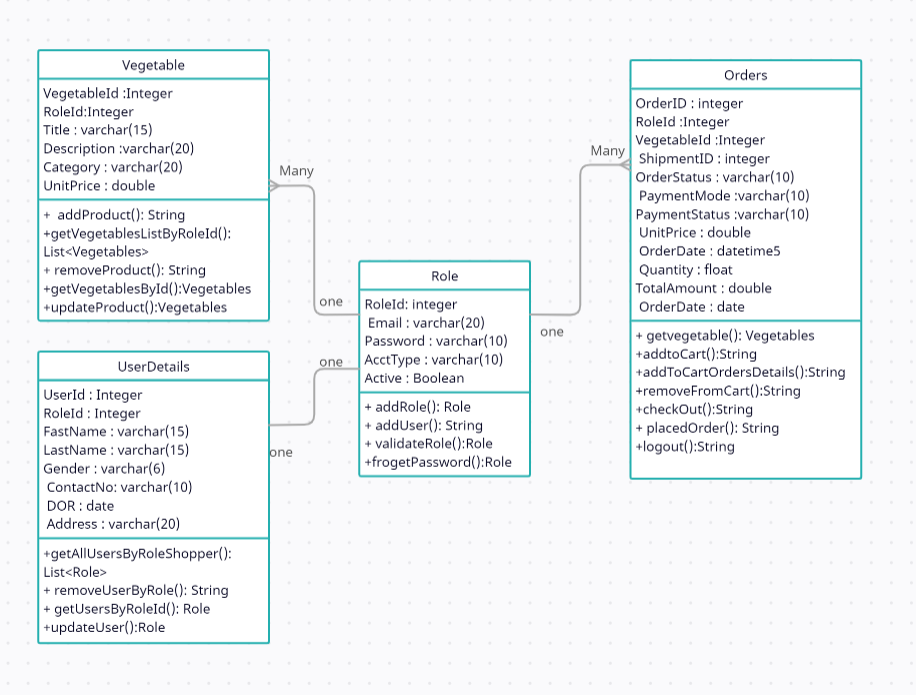 Vegetable
VegetableId :Integer
RoleId:Integer
Title : varchar(15)
Description :varchar(20)
Category : varchar(20)
UnitPrice : double
+  addProduct(): String
+getVegetablesListByRoleId():
List<Vegetables>
+ removeProduct(): String
+getVegetablesById():Vegetables
+updateProduct():Vegetables
Many
one
UserDetails
UserId : Integer
RoleId : Integer
FastName : varchar(15)
LastName : varchar(15)
Gender : varchar(6)
ContactNo: varchar(10)
DOR : date
Address : varchar(20)
+getAllUsersByRoleShopper():
List<Role>
+ removeUserByRole(): String
+ getUsersByRoleId(): Role
+updateUser():Role
one
one
Role
RoleId: integer
Email : varchar(20)
Password : varchar(10)
AcctType : varchar(10)
Active : Boolean
+ addRole(): Role
+ addUser(): String
+ validateRole():Role
+frogetPassword():Role
one
Many
Orders
OrderID : integer
RoleId :Integer
VegetableId :Integer
ShipmentID : integer
OrderStatus : varchar(10)
PaymentMode :varchar(10)
PaymentStatus :varchar(10)
UnitPrice : double
OrderDate : datetime5
Quantity : float
TotalAmount : double
OrderDate : date
+ getvegetable(): Vegetables
+addtoCart():String
+addToCartOrdersDetails():String
+removeFromCart():String
+checkOut():String
+ placedOrder(): String
+logout():String